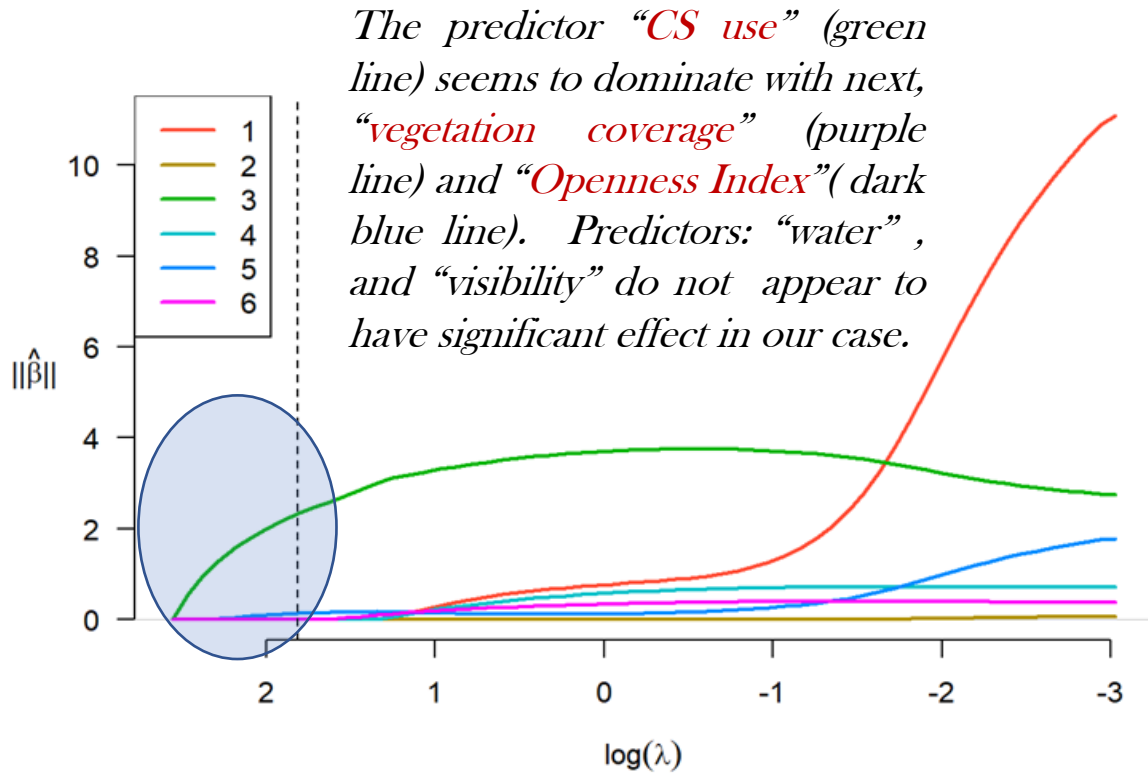 The predictor “CS use” (green
line) seems to dominate with next,
“vegetation coverage” (purple
line) and “Openness Index”( dark
blue line). Predictors: “water” ,
and “visibility” do not appear to
have significant effect in our case.
1
2
3
4
5
6
10
8
6
4
2
0
||β̂||
2 1 0 -1 -2 -3
log(λ)